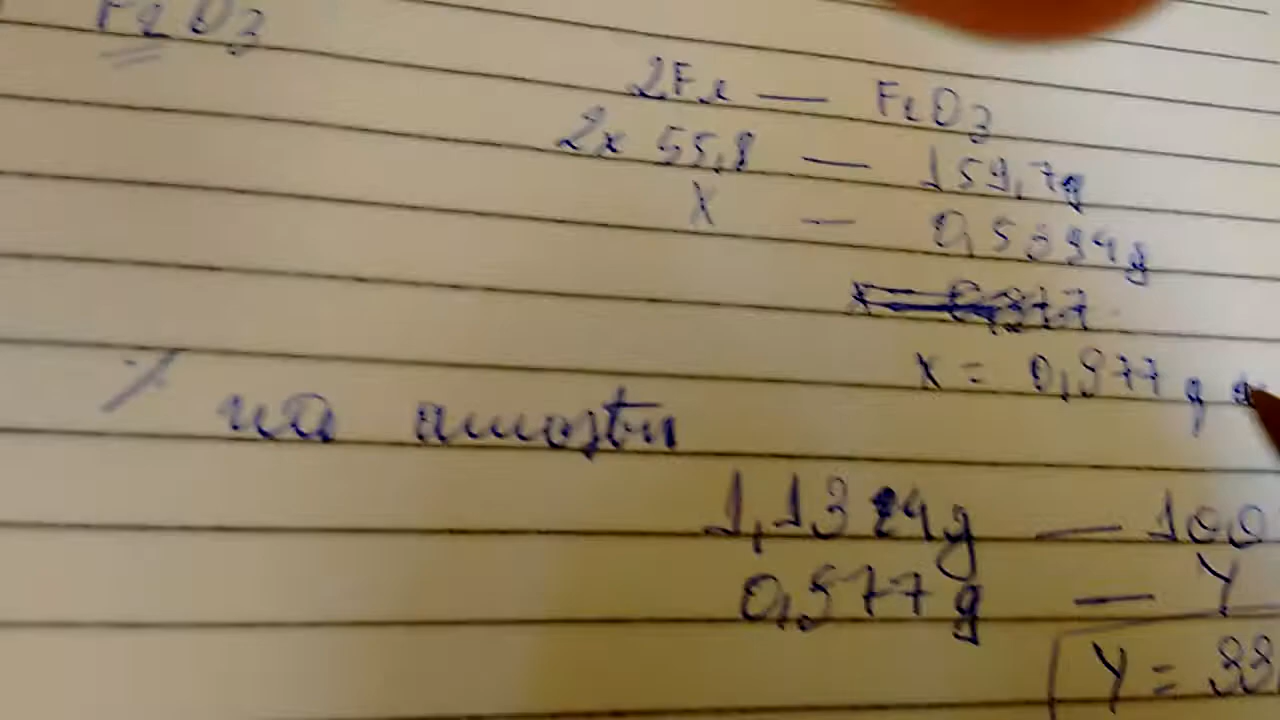 Fe2O3
2Fe — Fe2O3
2x 55,8 — 159,7g
X — 0,5394g
X = 0,377 g
% na amostra
1,1324g — 100
0,377g — Y
Y = 33,